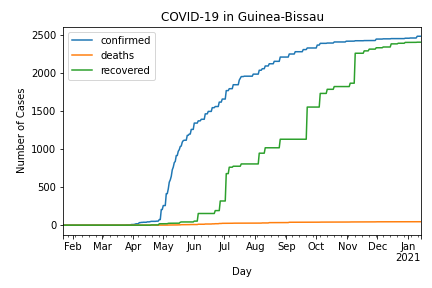 COVID-19 in Guinea-Bissau
confirmed
deaths
recovered
2500
2000
1500
1000
500
0
Number of Cases
Feb Mar Apr May Jun Jul Aug Sep Oct Nov Dec Jan
2021
Day